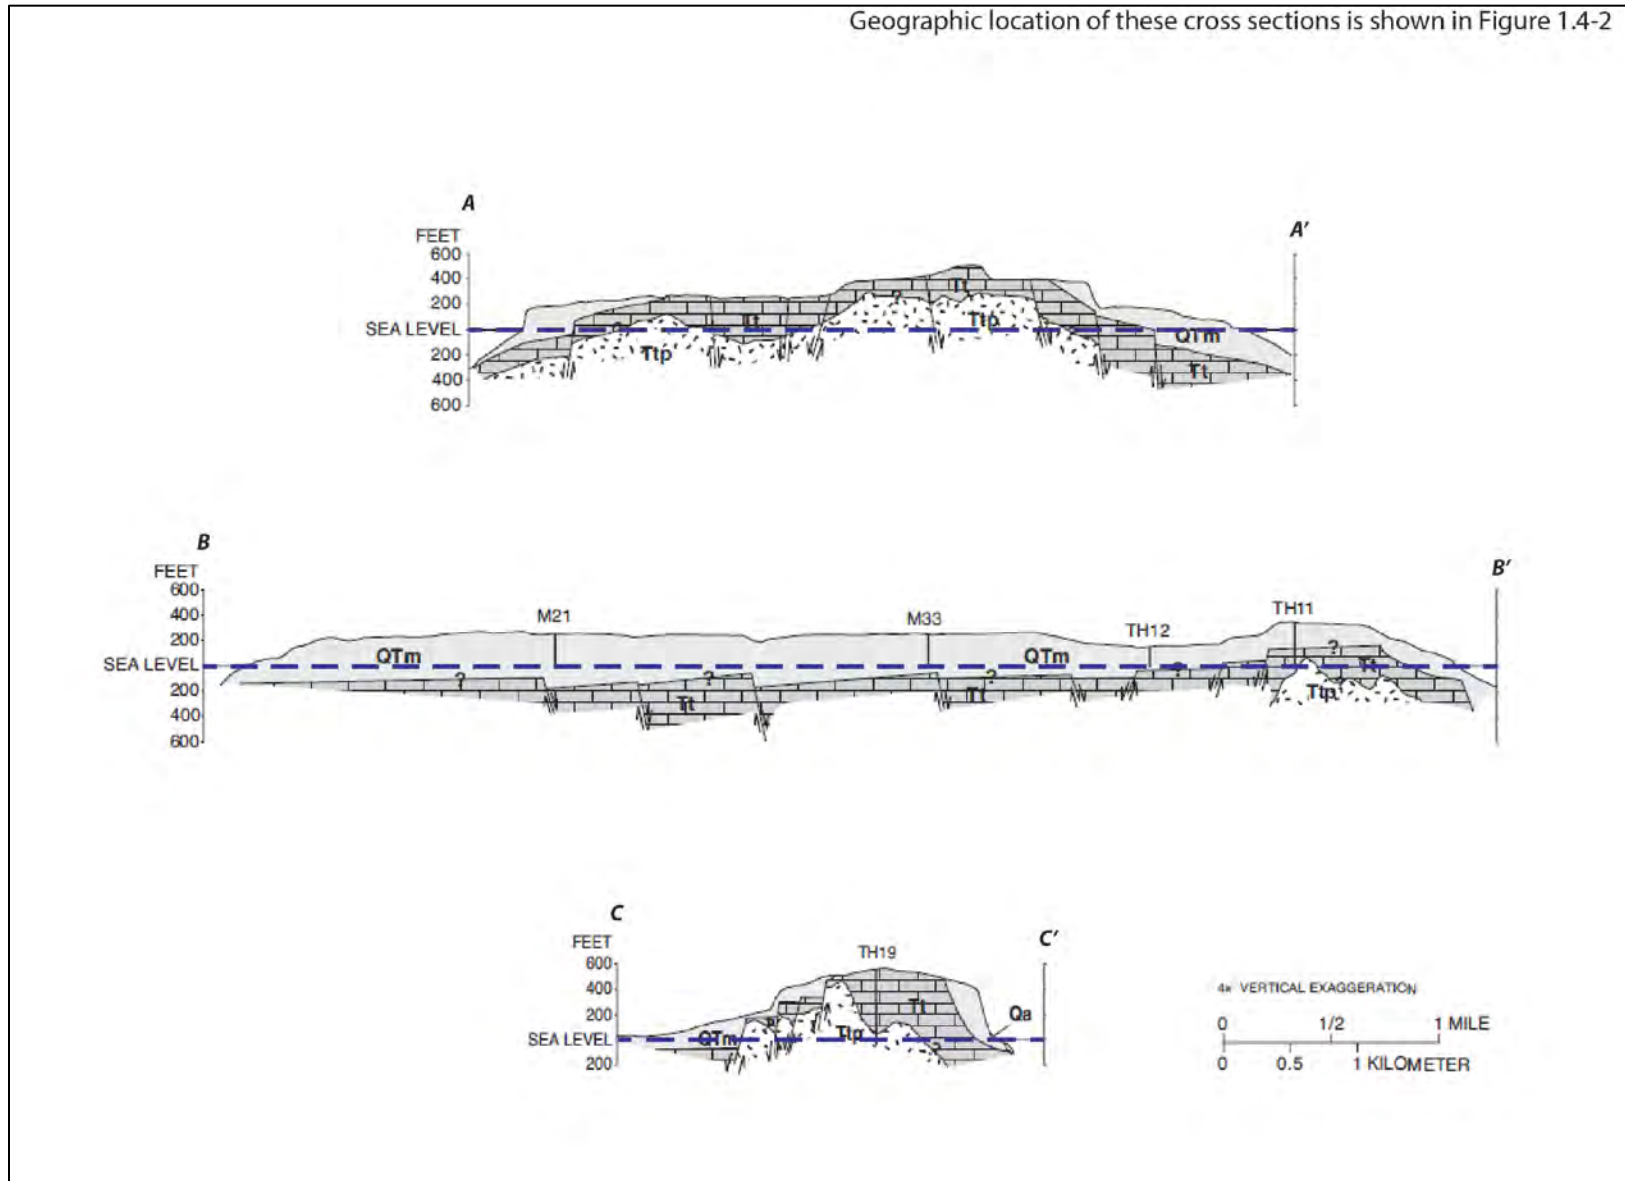 Geographic location of these cross sections is shown in Figure 1.4-2
A
A'
FEET
600
400
200
SEA LEVEL
200
400
600
?
?
Tt
Tt
Ttp
Ttp
QTm
Tt
B
B'
FEET
600
400
200
SEA LEVEL
200
400
600
M21
M33
TH12
TH11
QTm
QTm
?
?
?
?
?
Tt
Tt
Tt
Ttp
C
C'
FEET
600
400
200
SEA LEVEL
200
TH19
Tt
Qa
QTm
Ttp
?
4x VERTICAL EXAGGERATION
0 1/2 1 MILE
0 0.5 1 KILOMETER